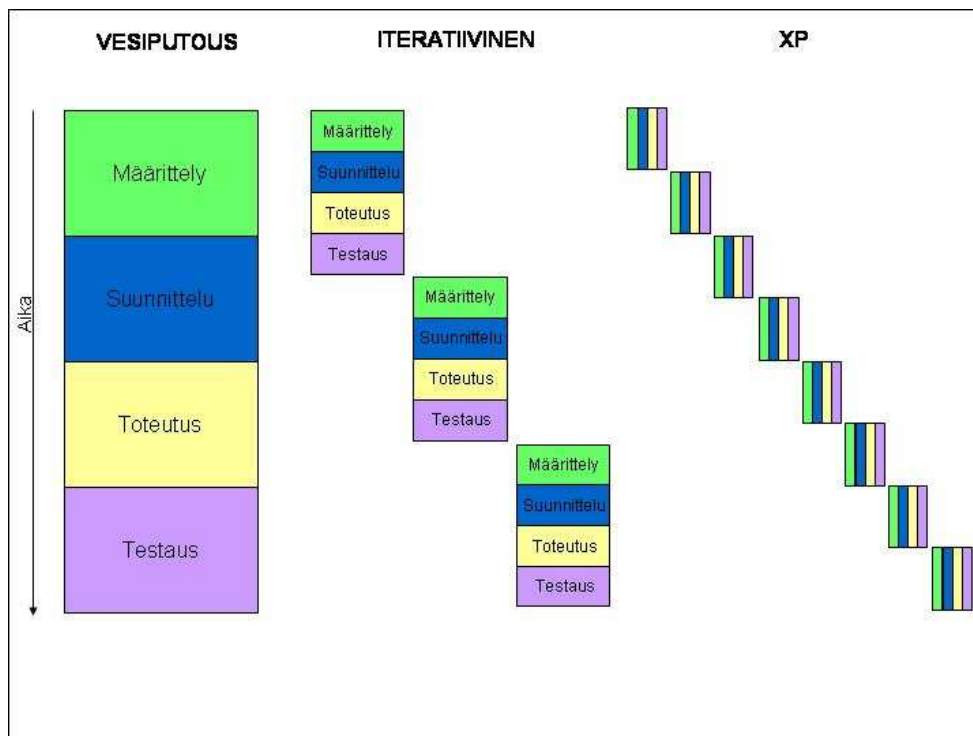 VESIPUTOUS
ITERATIIVINEN
XP
Aika
Määrittely
Suunnittelu
Toteutus
Testaus
Määrittely
Suunnittelu
Toteutus
Testaus
Määrittely
Suunnittelu
Toteutus
Testaus
Määrittely
Suunnittelu
Toteutus
Testaus